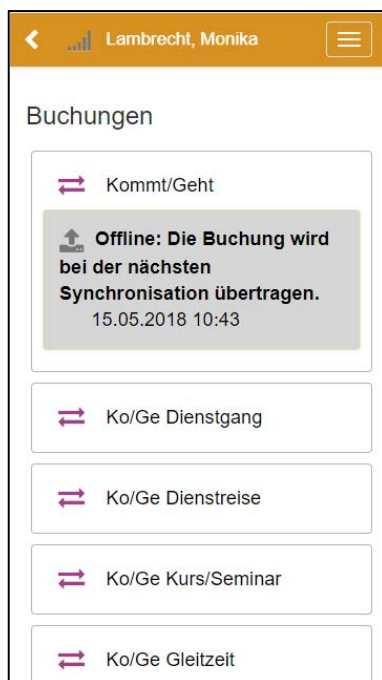 Lambrecht, Monika
Buchungen
Kommt/Geht
Offline: Die Buchung wird
bei der nächsten
Synchronisation übertragen.
15.05.2018 10:43
Ko/Ge Dienstgang
Ko/Ge Dienstreise
Ko/Ge Kurs/Seminar
Ko/Ge Gleitzeit